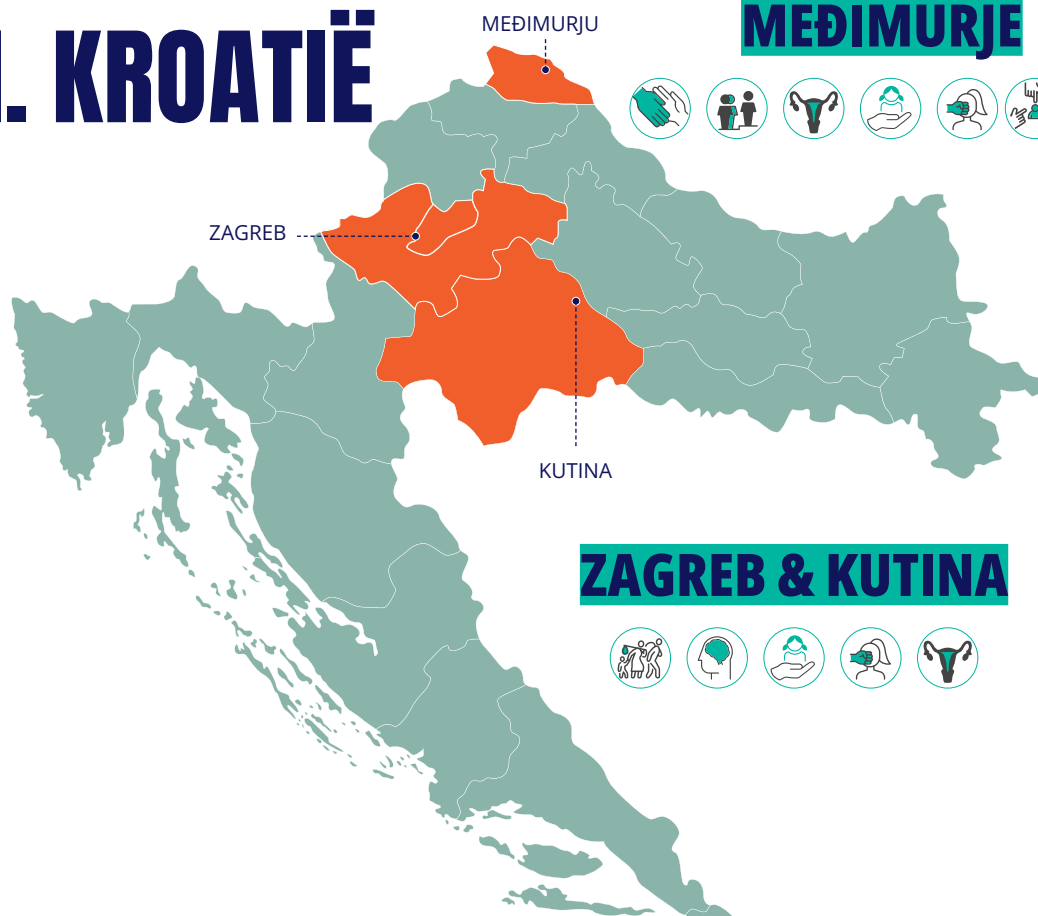 . KROATIË
MEĐIMURJU
MEĐIMURJE
ZAGREB
KUTINA
ZAGREB & KUTINA